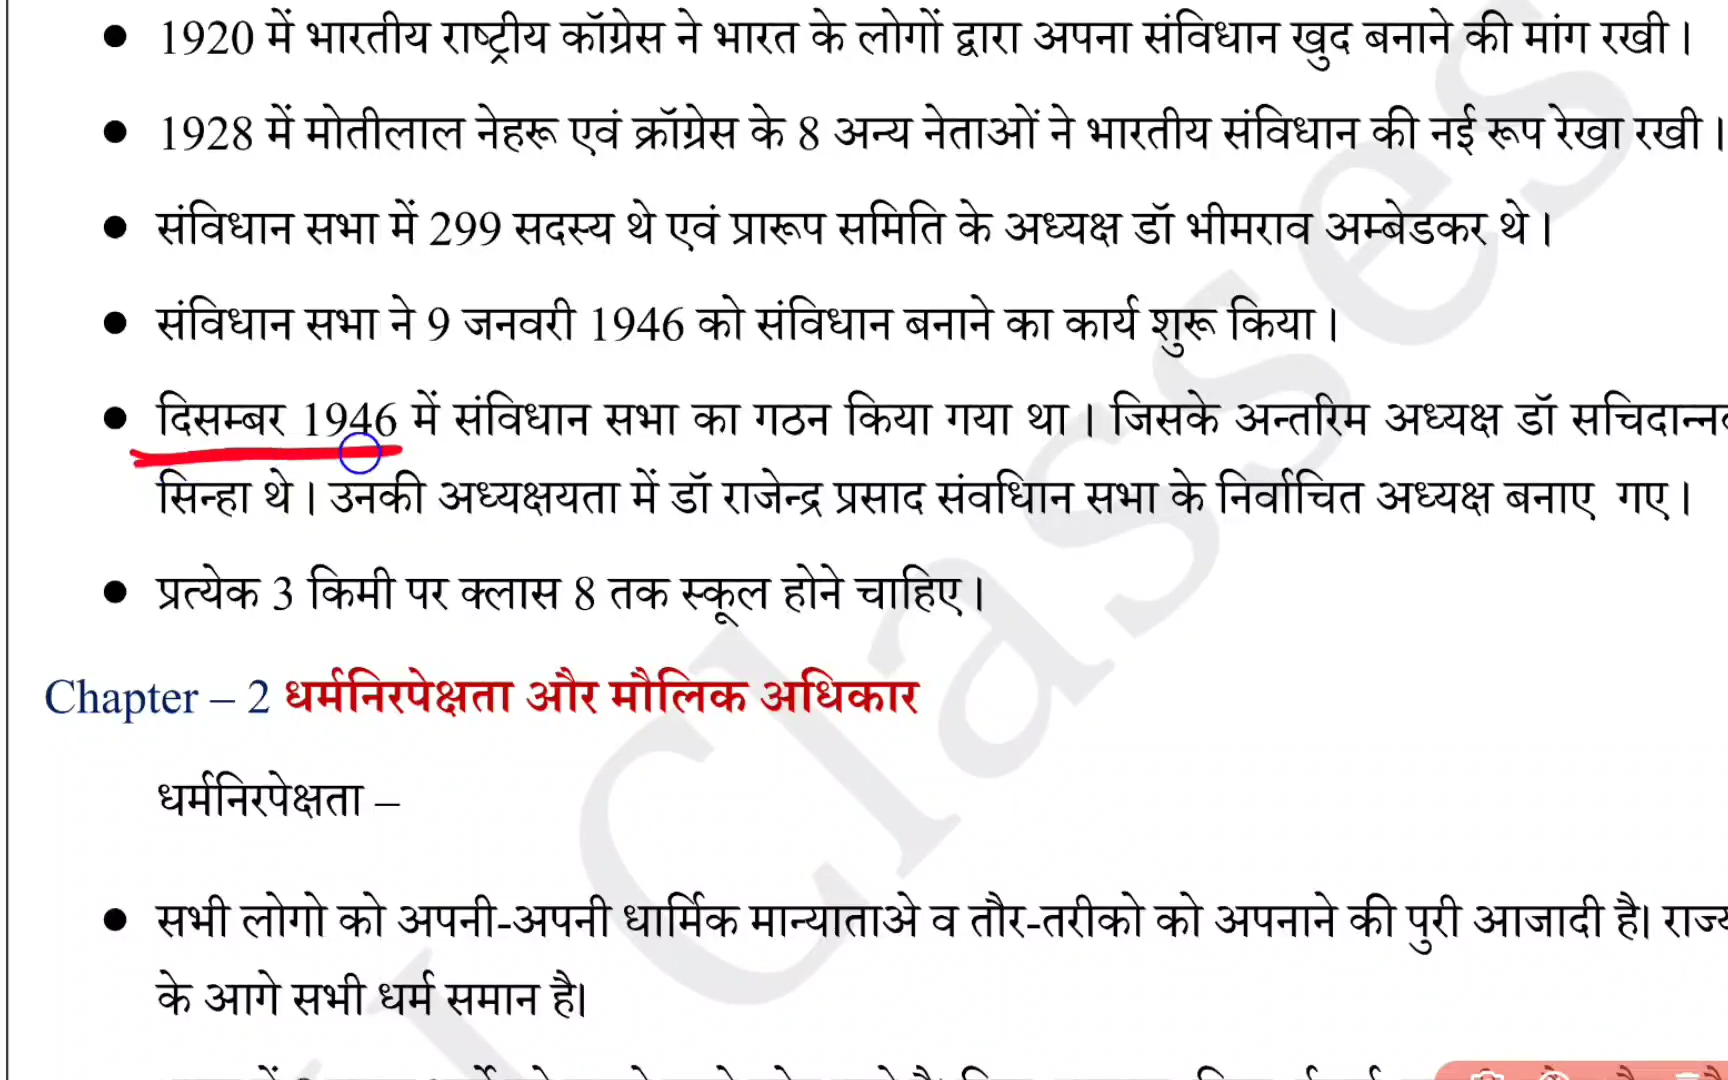 ● 1920 में भारतीय राष्ट्रीय कॉग्रेस ने भारत के लोगों द्वारा अपना संविधान खुद बनाने की मांग रखी।
● 1928 में मोतीलाल नेहरू एवं क्रॉग्रेस के 8 अन्य नेताओं ने भारतीय संविधान की नई रूप रेखा रखी।
● संविधान सभा में 299 सदस्य थे एवं प्रारूप समिति के अध्यक्ष डॉ भीमराव अम्बेडकर थे।
● संविधान सभा ने 9 जनवरी 1946 को संविधान बनाने का कार्य शुरू किया।
● दिसम्बर 1946 में संविधान सभा का गठन किया गया था। जिसके अन्तरिम अध्यक्ष डॉ
सिन्हा थे। उनकी अध्यक्षयता में डॉ राजेन्द्र प्रसाद संवधिान सभा के निर्वाचित अध्यक्ष बनाए गए।
● प्रत्येक 3 किमी पर क्लास 8 तक स्कूल होने चाहिए।
Chapter – 2 धर्मनिरपेक्षता और मौलिक अधिकार
धर्मनिरपेक्षता –
● सभी लोगो को अपनी-अपनी धार्मिक मान्याताअे व तौर-तरीको को अपनाने की पुरी आजादी है।
के आगे सभी धर्म समान है।
Classes